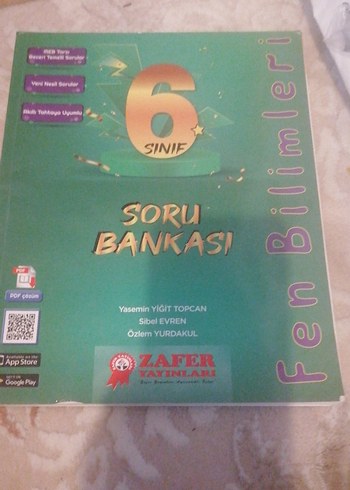 MEB Tarzı
Beceri Temelli Sorular
Yeni Nesil Sorular
Akıllı Tahtaya Uyumlu
6
SINIF
SORU
BANKASI
Fen Bilimleri
PDF
PDF çözüm
Yasemin YİĞİT TOPCAN
Sibel EVREN
Özlem YURDAKUL
App Store
Google Play
ZAFER
YAYINLARI